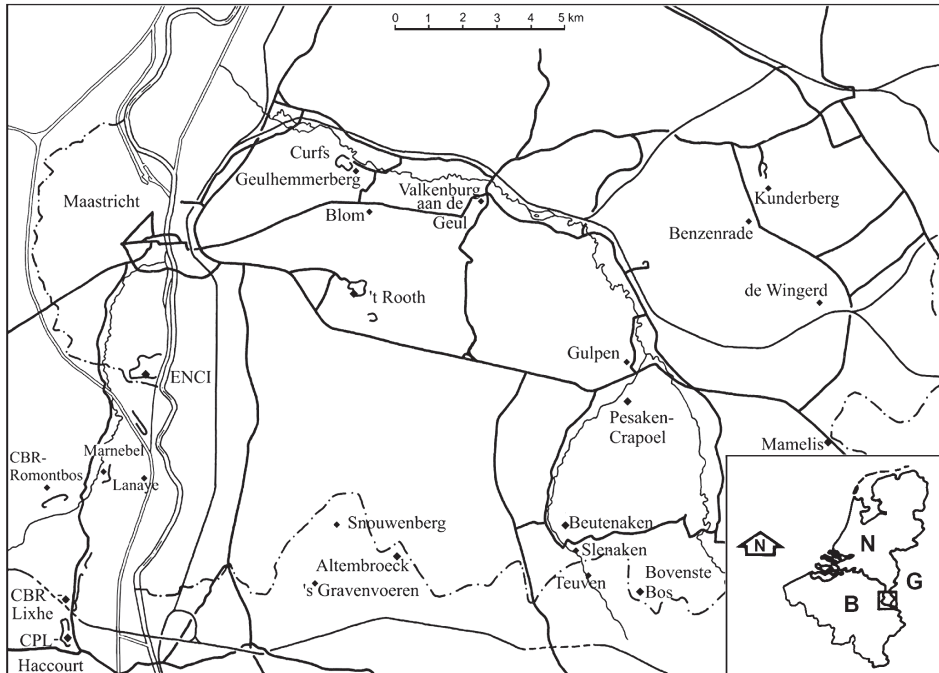 0 2 4 5 km
Curfs
Geulhemmerberg
Maastricht
Valkenburg
aan de
Geul
Blom
Kunderberg
Benzenrade
't Rooth
de Wingerd
Gulpen
ENCI
Pesaken-
Crapoel
Mamelis
Marnebel
CBR-
Romontbos
Lanaye
Snouwenberg
Beutenaken
Altembroeck
Slenaken
's Gravenvoeren
Teuven
Bovenste
Bos
CBR
Lixhe
CPL
Haccourt
N
N
G
B